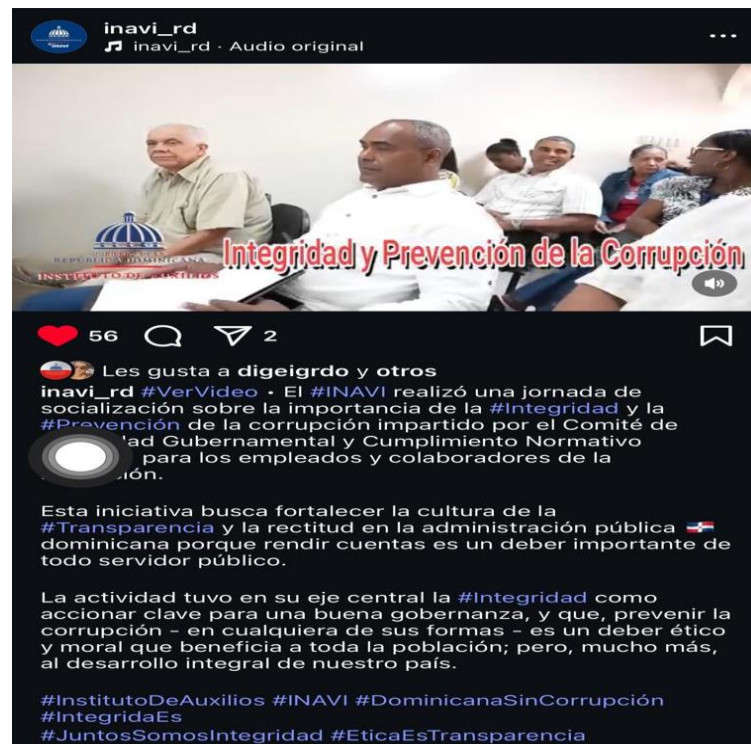 inavi_rd
inavi_rd · Audio original
REPÚBLICA DOMINICANA
INSTITUTO DE AUXILIOS
Integridad y Prevención de la Corrupción
56 2
Les gusta a digeigrdo y otros
inavi_rd #VerVideo • El #INAVI realizó una jornada de
socialización sobre la importancia de la #Integridad y la
#Prevención de la corrupción impartido por el Comité de
Gubernamental y Cumplimiento Normativo
para los empleados y colaboradores de la
Esta iniciativa busca fortalecer la cultura de la
#Transparencia y la rectitud en la administración pública 🇩🇴
dominicana porque rendir cuentas es un deber importante de
todo servidor público.
La actividad tuvo en su eje central la #Integridad como
accionar clave para una buena gobernanza, y que, prevenir la
corrupción – en cualquiera de sus formas – es un deber ético
y moral que beneficia a toda la población; pero, mucho más,
al desarrollo integral de nuestro país.
#InstitutoDeAuxilios #INAVI #DominicanaSinCorrupción
#IntegridaEs
#JuntosSomosIntegridad #EticaEsTransparencia